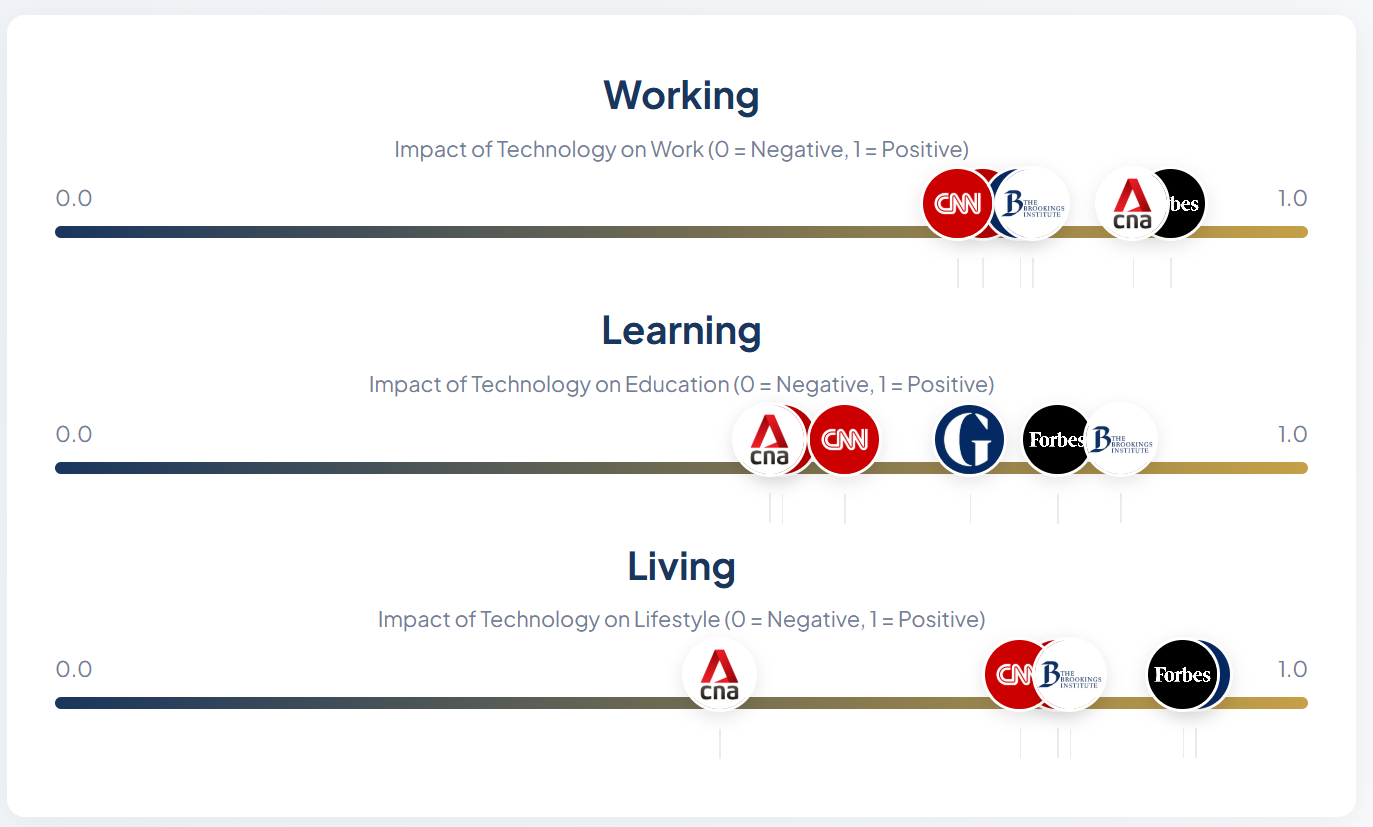 Working
Impact of Technology on Work (0 = Negative, 1 = Positive)
0.0
CNN
B THE BROOKINGS INSTITUTE
cna
rbes
1.0
Learning
Impact of Technology on Education (0 = Negative, 1 = Positive)
0.0
cna
CNN
G
Forbes
B THE BROOKINGS INSTITUTE
1.0
Living
Impact of Technology on Lifestyle (0 = Negative, 1 = Positive)
0.0
cna
CNN
B THE BROOKINGS INSTITUTE
Forbes
1.0